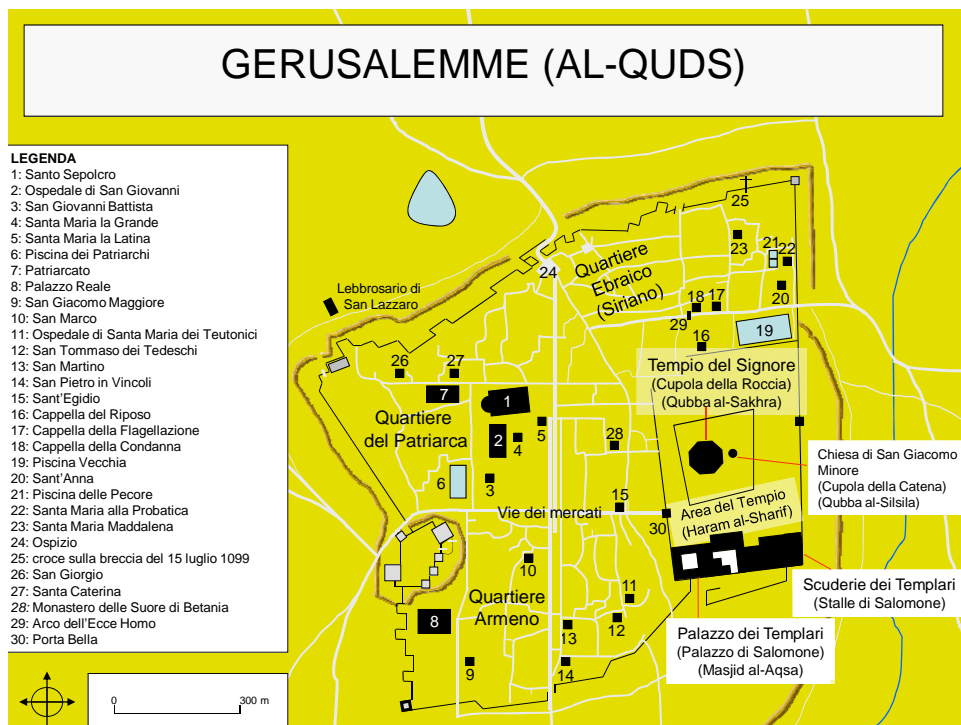 GERUSALEMME (AL-QUDS)
LEGENDA
1: Santo Sepolcro
2: Ospedale di San Giovanni
3: San Giovanni Battista
4: Santa Maria la Grande
5: Santa Maria la Latina
6: Piscina dei Patriarchi
7: Patriarcato
8: Palazzo Reale
9: San Giacomo Maggiore
10: San Marco
11: Ospedale di Santa Maria dei Teutonici
12: San Tommaso dei Tedeschi
13: San Martino
14: San Pietro in Vincoli
15: Sant'Egidio
16: Cappella del Riposo
17: Cappella della Flagellazione
18: Cappella della Condanna
19: Piscina Vecchia
20: Sant'Anna
21: Piscina delle Pecore
22: Santa Maria alla Probatica
23: Santa Maria Maddalena
24: Ospizio
25: croce sulla breccia del 15 luglio 1099
26: San Giorgio
27: Santa Caterina
28: Monastero delle Suore di Betania
29: Arco dell'Ecce Homo
30: Porta Bella
0
300 m
25
23
21
22
24
Quartiere
Ebraico
(Siriano)
20
Lebbrosario di
San Lazzaro
18
17
29
19
16
26
27
Tempio del Signore
(Cupola della Roccia)
(Qubba al-Sakhra)
7
1
Quartiere
del Patriarca
5
2
4
28
Chiesa di San Giacomo
Minore
(Cupola della Catena)
(Qubba al-Silsila)
6
3
15
Vie dei mercati
30
Area del Tempio
(Haram al-Sharif)
10
Scuderie dei Templari
(Stalle di Salomone)
11
Quartiere
Armeno
8
13
12
Palazzo dei Templari
(Palazzo di Salomone)
(Masjid al-Aqsa)
9
14